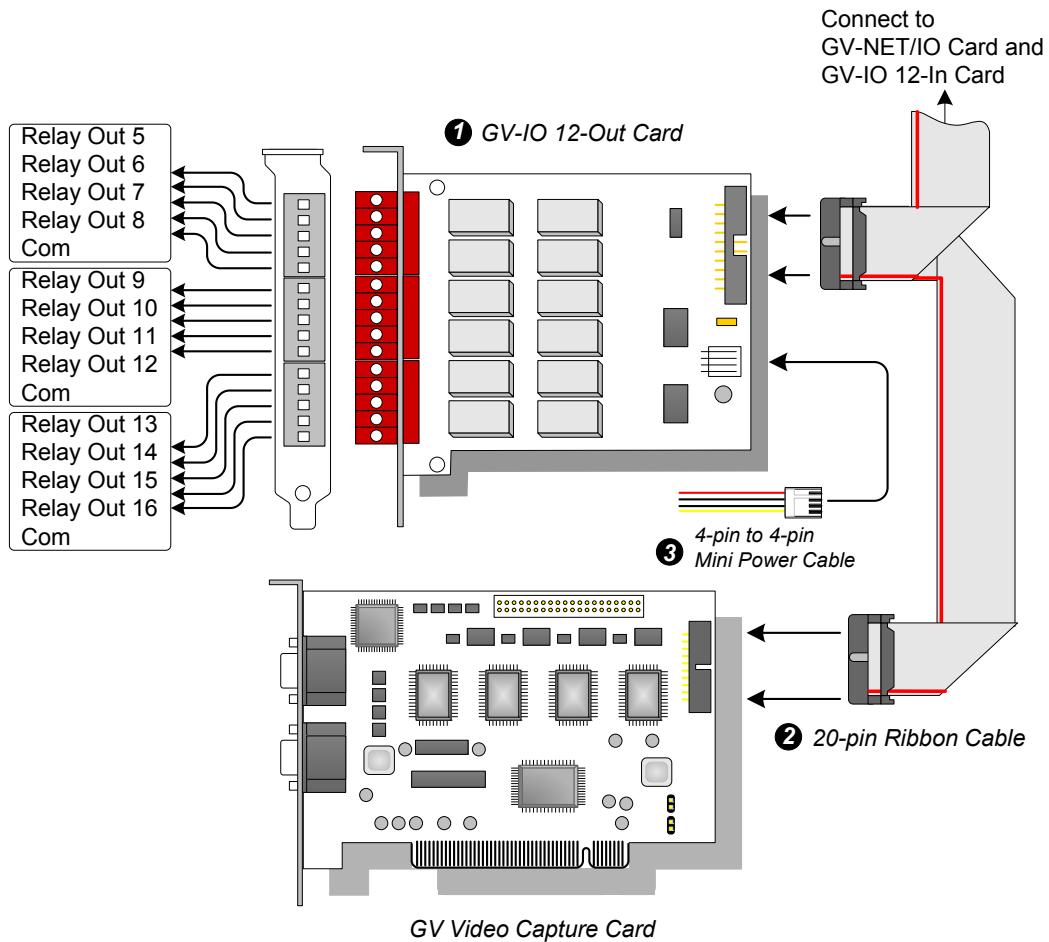 Connect to
GV-NET/IO Card and
GV-IO 12-In Card
1 GV-IO 12-Out Card
Relay Out 5
Relay Out 6
Relay Out 7
Relay Out 8
Com
Relay Out 9
Relay Out 10
Relay Out 11
Relay Out 12
Com
Relay Out 13
Relay Out 14
Relay Out 15
Relay Out 16
Com
3 4-pin to 4-pin
Mini Power Cable
2 20-pin Ribbon Cable
GV Video Capture Card